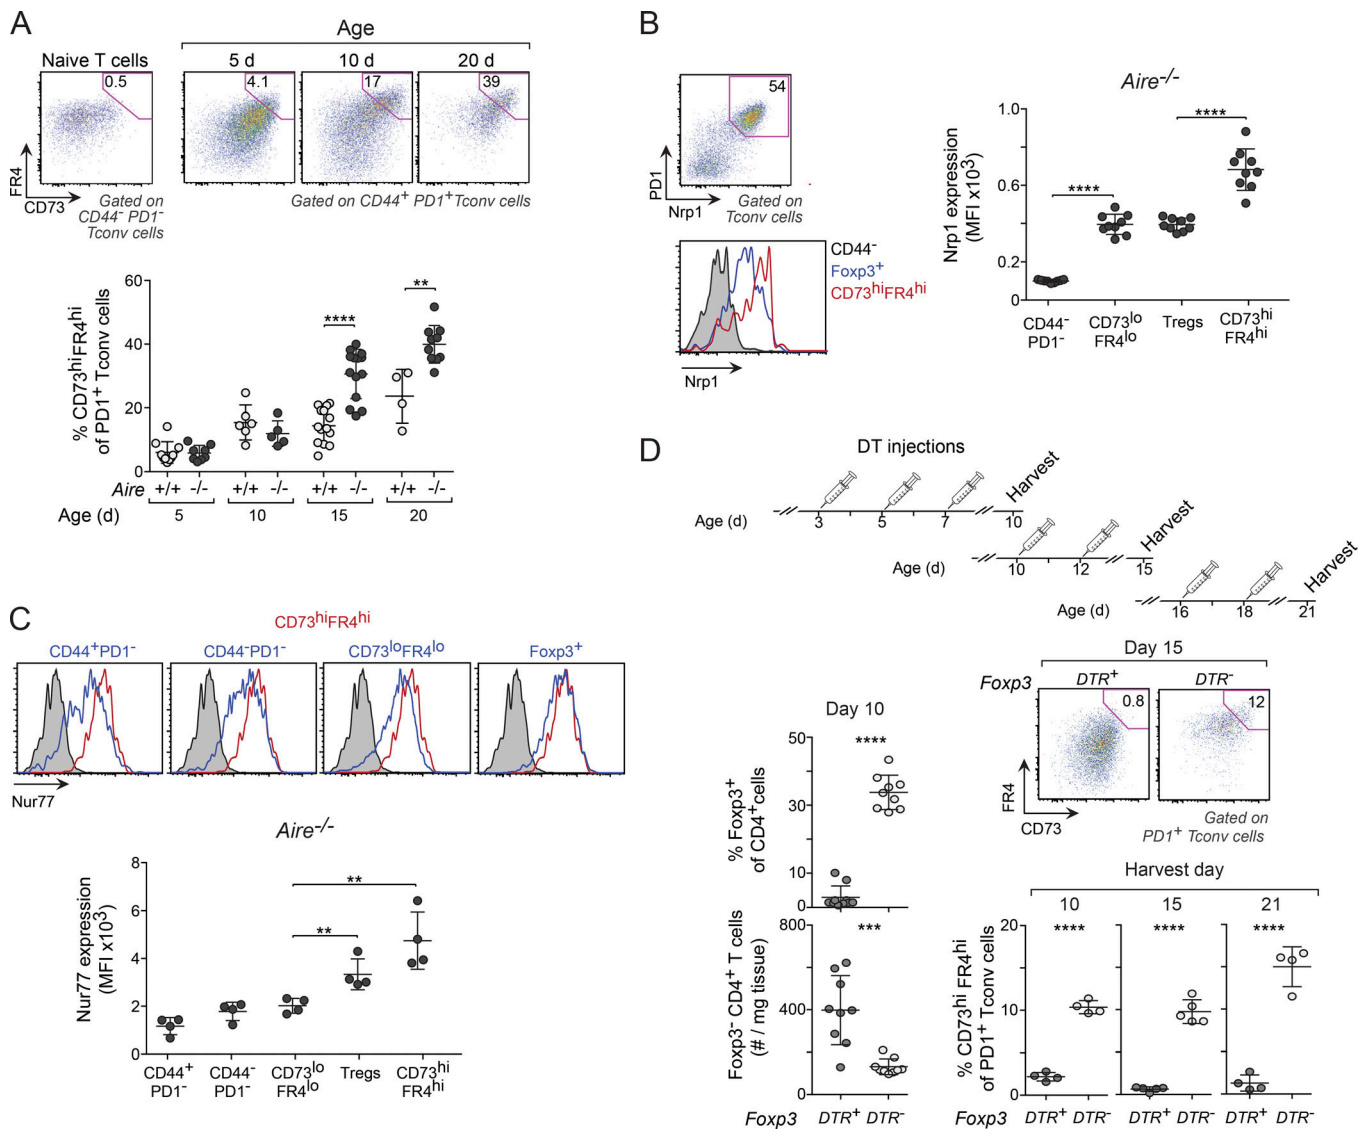 A
Age
Naive T cells
5 d
10 d
20 d
0.5
4.1
17
39
FR4
CD73
Gated on
CD44- PD1-
Tconv cells
Gated on CD44+ PD1+Tconv cells
% CD73hiFR4hi
of PD1+ Tconv cells
60
40
20
0
****
**
Aire +/+ -/- +/+ -/- +/+ -/- +/+ -/-
Age (d) 5 10 15 20
B
54
PD1
Nrp1
Gated on
Tconv cells
CD44-
Foxp3+
CD73hiFR4hi
Nrp1
Aire-/-
Nrp1 expression
(MFI x103)
1.0
0.6
0.2
0
****
****
CD44-
PD1-
CD73lo
FR4lo
Tregs
CD73hi
FR4hi
C
CD73hiFR4hi
CD44+PD1-
CD44-PD1-
CD73loFR4lo
Foxp3+
Nur77
Aire-/-
Nur77 expression
(MFI x103)
8
6
4
2
0
**
**
CD44+
PD1-
CD44-
PD1-
CD73lo
FR4lo
Tregs
CD73hi
FR4hi
D
DT injections
Age (d) 3 5 7 10
Harvest
Age (d) 10 12 15
Harvest
Age (d) 16 18 21
Harvest
Day 10
% Foxp3+
of CD4+cells
50
30
10
0
****
Foxp3- CD4+ T cells
(# / mg tissue)
800
400
0
***
Foxp3 DTR+ DTR-
Day 15
Foxp3 DTR+ DTR-
0.8
12
FR4
CD73
Gated on
PD1+ Tconv cells
Harvest day
10 15 21
% CD73hi FR4hi
of PD1+ Tconv cells
20
10
0
**** **** ****
Foxp3 DTR+ DTR- DTR+ DTR- DTR+ DTR-